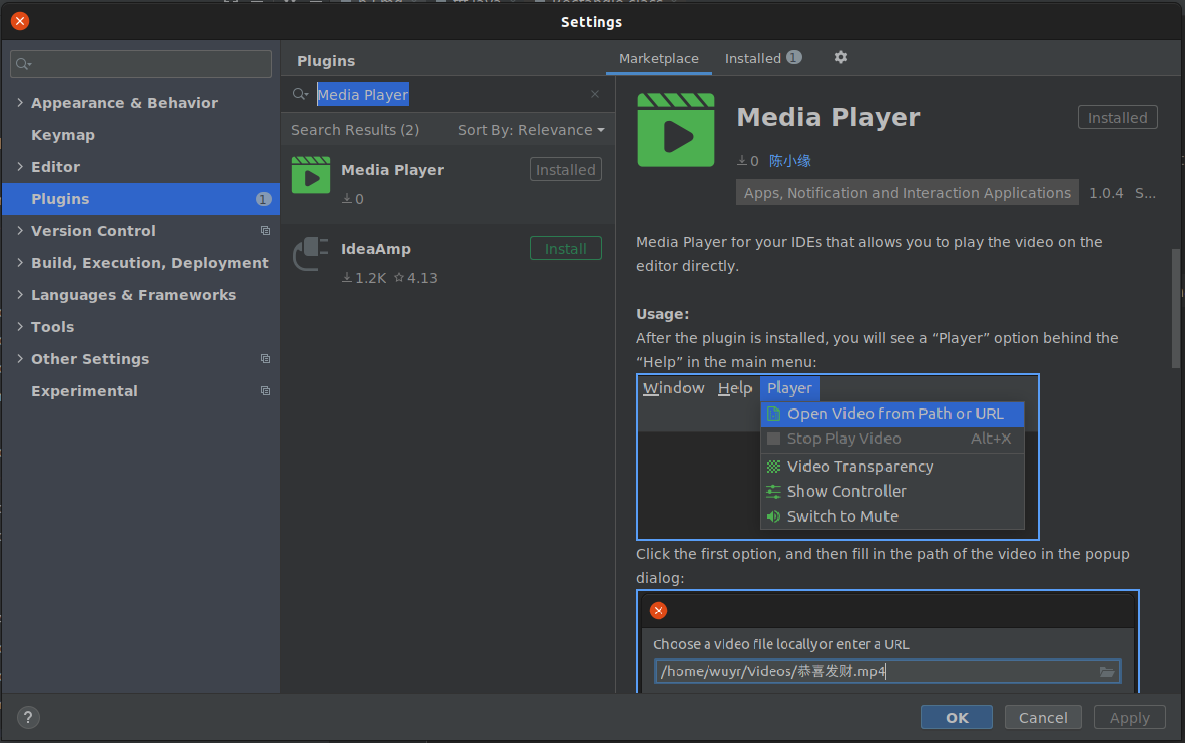 Settings
Appearance & Behavior
Keymap
Editor
Plugins 1
Version Control
Build, Execution, Deployment
Languages & Frameworks
Tools
Other Settings
Experimental
Plugins
Marketplace
Installed 1
Media Player
Search Results (2)
Sort By: Relevance
Media Player
Installed
0
IdeaAmp
Install
1.2K 4.13
Media Player
Installed
0 陈小缘
Apps, Notification and Interaction Applications 1.0.4 S...
Media Player for your IDEs that allows you to play the video on the
editor directly.
Usage:
After the plugin is installed, you will see a “Player” option behind the
“Help” in the main menu:
Window Help Player
Open Video from Path or URL
Stop Play Video Alt+X
Video Transparency
Show Controller
Switch to Mute
Click the first option, and then fill in the path of the video in the popup
dialog:
Choose a video file locally or enter a URL
/home/wuyr/Videos/恭喜发财.mp4
?
OK
Cancel
Apply